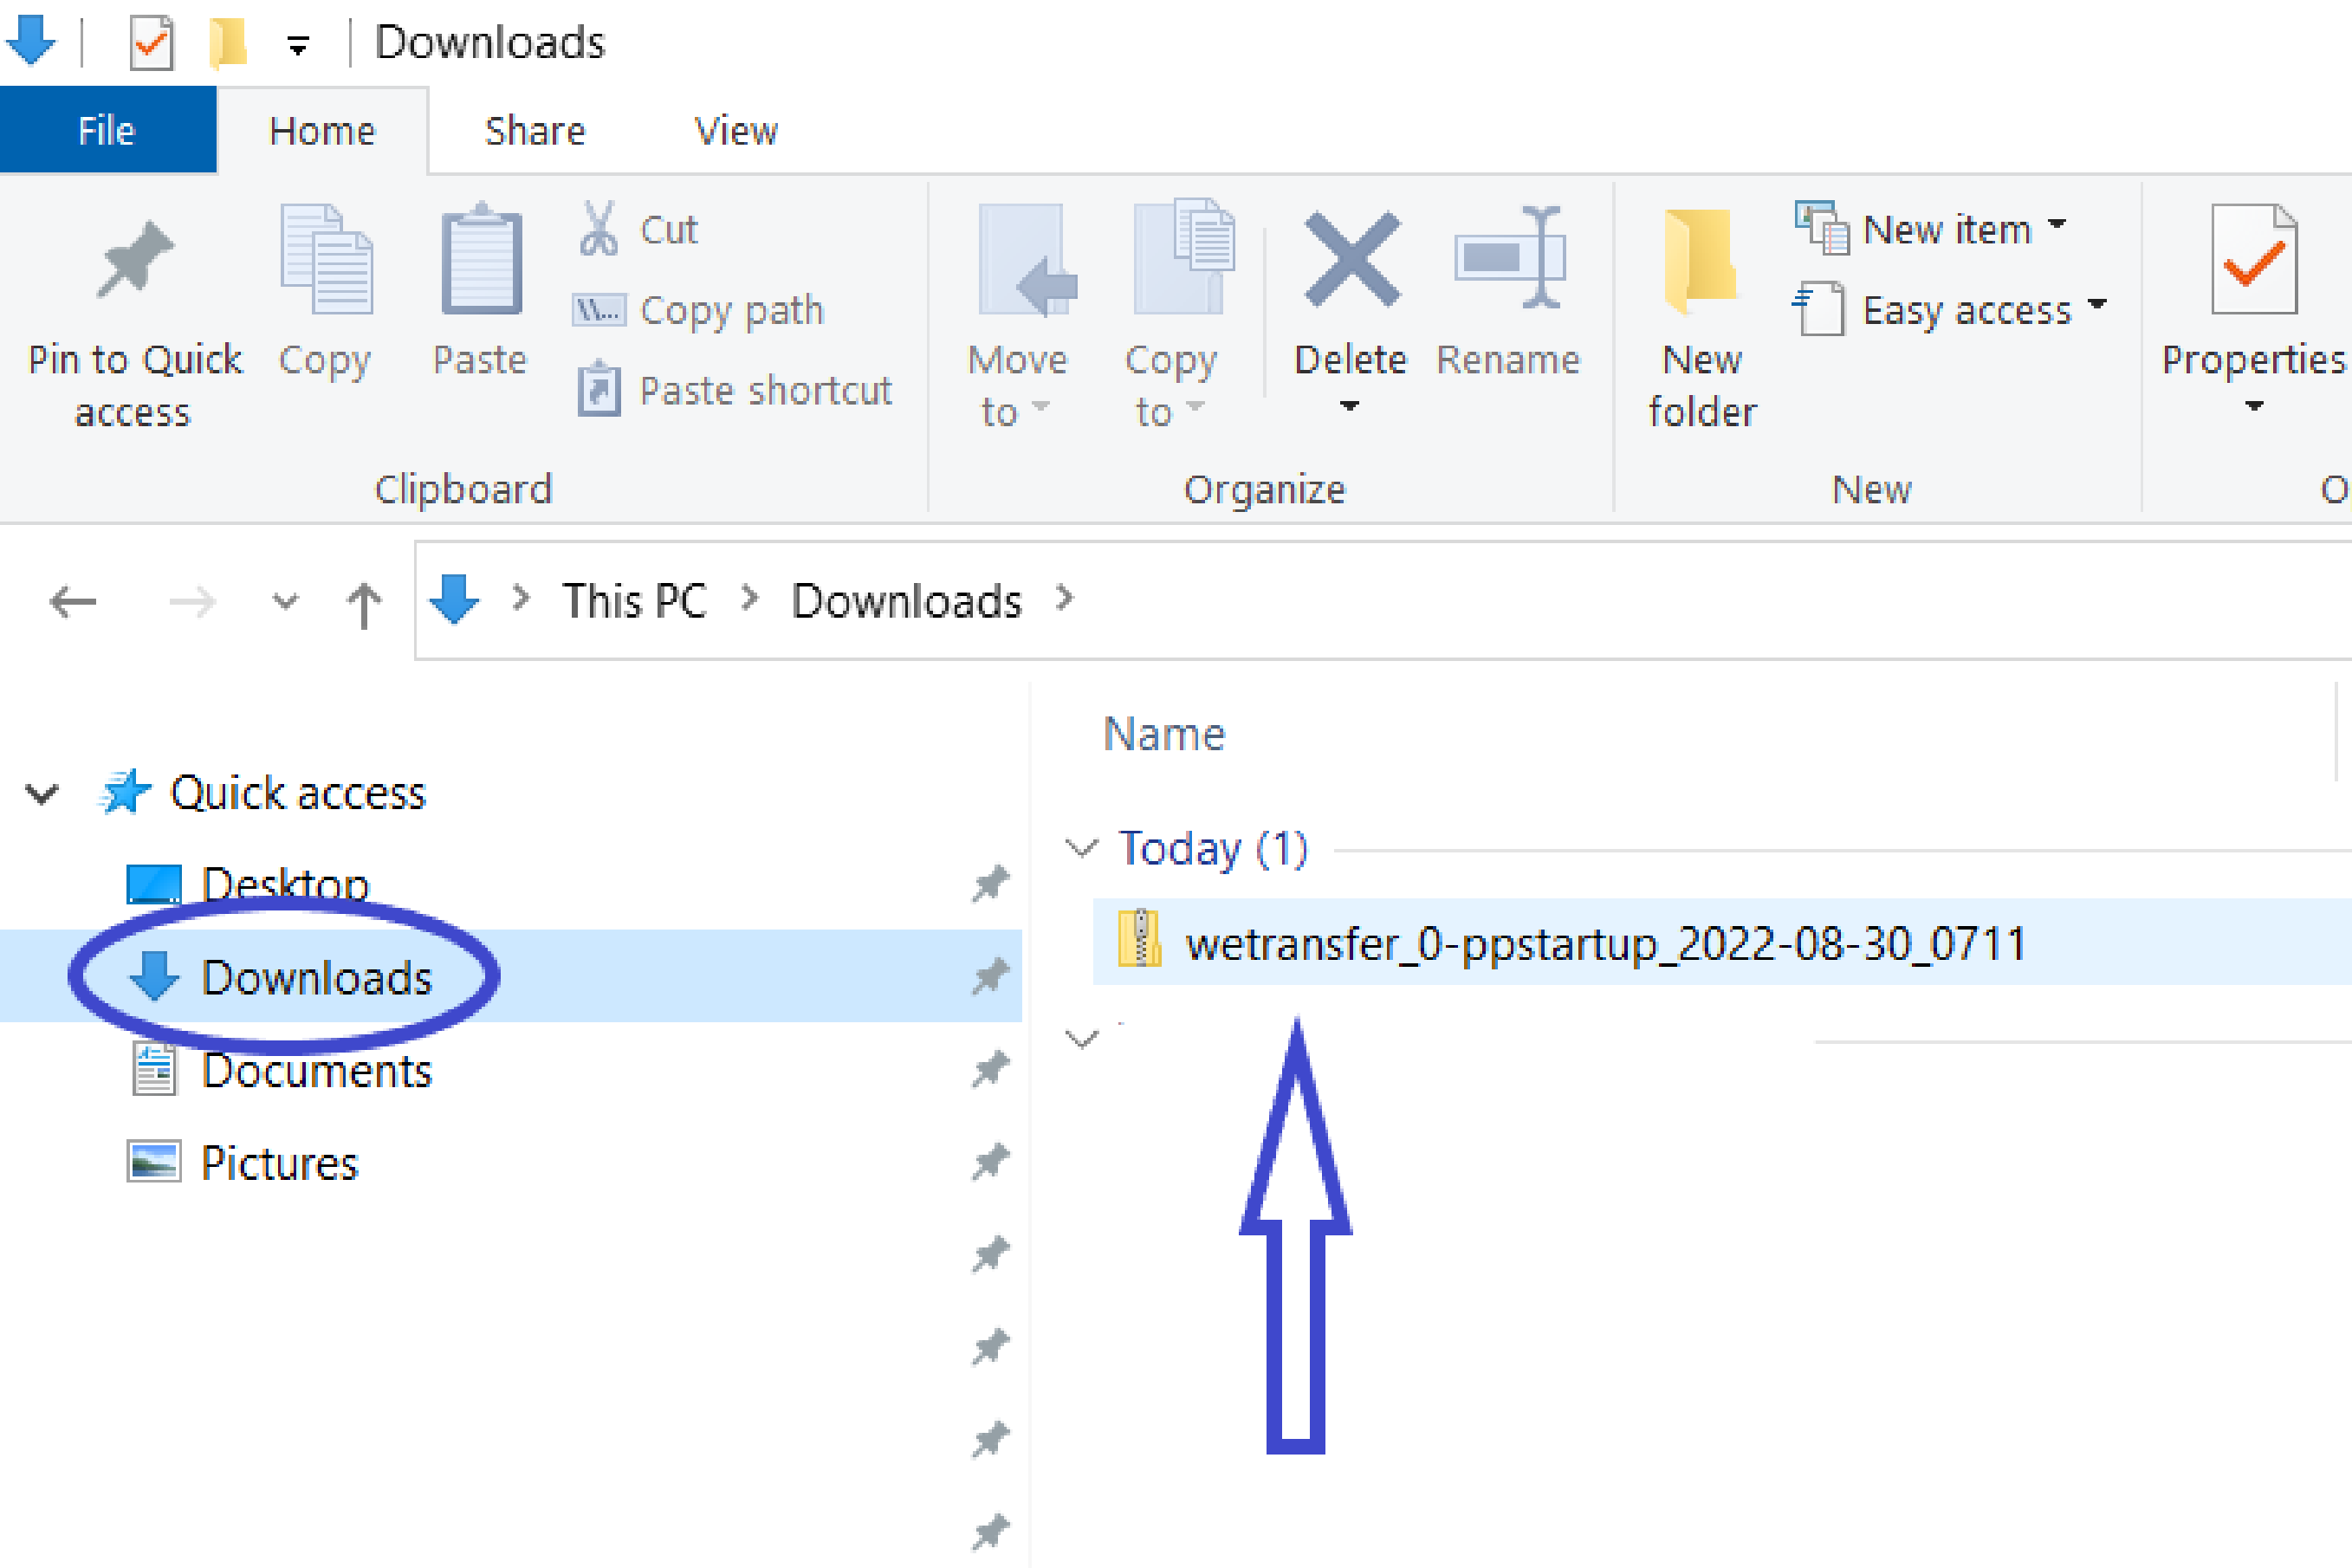 Downloads
File Home Share View
Pin to Quick access
Copy
Paste
Cut
Copy path
Paste shortcut
Clipboard
Move to
Copy to
Delete
Rename
Organize
New folder
New item
Easy access
New
Properties
This PC > Downloads >
Name
Quick access
Desktop
Downloads
Documents
Pictures
Today (1)
wetransfer_0-ppstartup_2022-08-30_0711